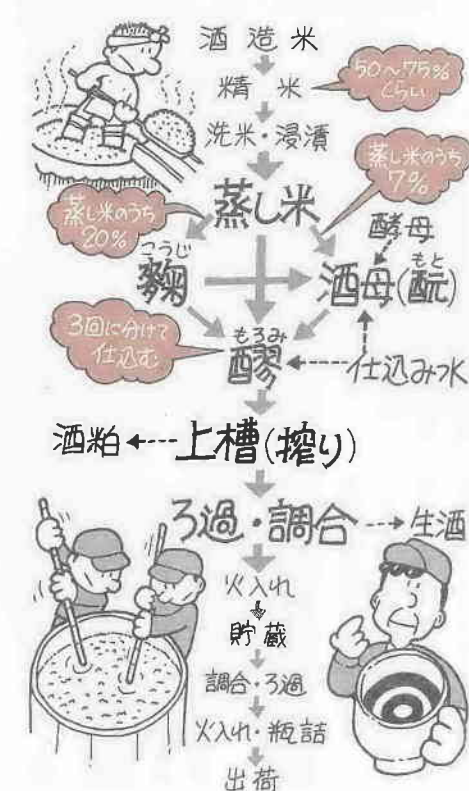 酒造米
精米
50～75%
くらい
洗米・浸漬
蒸し米のうち
7%
蒸し米
蒸し米のうち
20%
酵母
こうじ
麹
もと
酒母(酛)
3回に分けて
仕込む
もろみ
醪
仕込み水
酒粕
上槽(搾り)
ろ過・調合
生酒
火入れ
貯蔵
調合・ろ過
火入れ・瓶詰
出荷